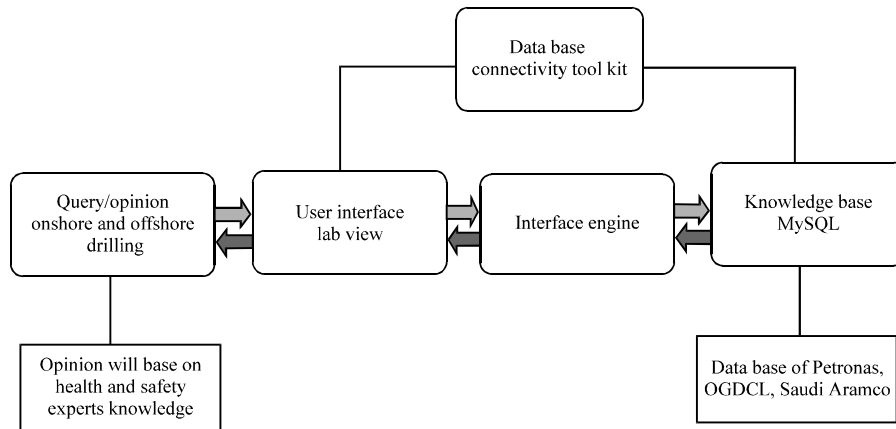 Data base
connectivity tool kit
Query/opinion
onshore and offshore
drilling
User interface
lab view
Interface engine
Knowledge base
MySQL
Opinion will base on
health and safety
experts knowledge
Data base of Petronas,
OGDCL, Saudi Aramco